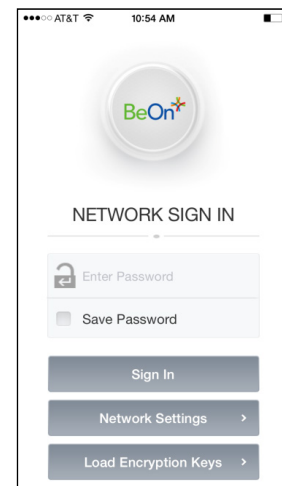 AT&T 10:54 AM
BeOn
NETWORK SIGN IN
Enter Password
Save Password
Sign In
Network Settings >
Load Encryption Keys >